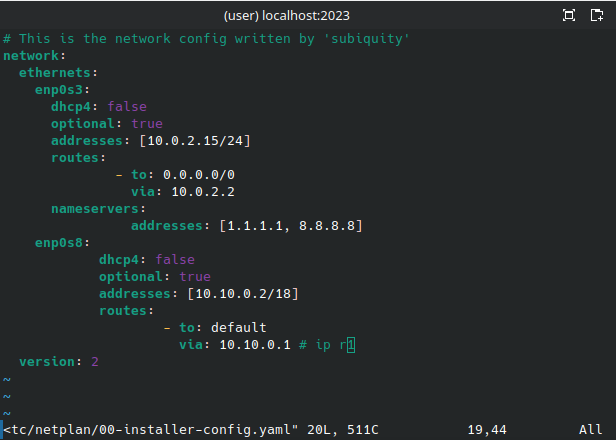 (user) localhost:2023
# This is the network config written by 'subiquity'
network:
  ethernets:
    enp0s3:
      dhcp4: false
      optional: true
      addresses: [10.0.2.15/24]
      routes:
              - to: 0.0.0.0/0
                via: 10.0.2.2
      nameservers:
                addresses: [1.1.1.1, 8.8.8.8]
    enp0s8:
            dhcp4: false
            optional: true
            addresses: [10.10.0.2/18]
            routes:
                    - to: default
                      via: 10.10.0.1 # ip r1
  version: 2
~
~
~
<tc/netplan/00-installer-config.yaml" 20L, 511C 19,44 All